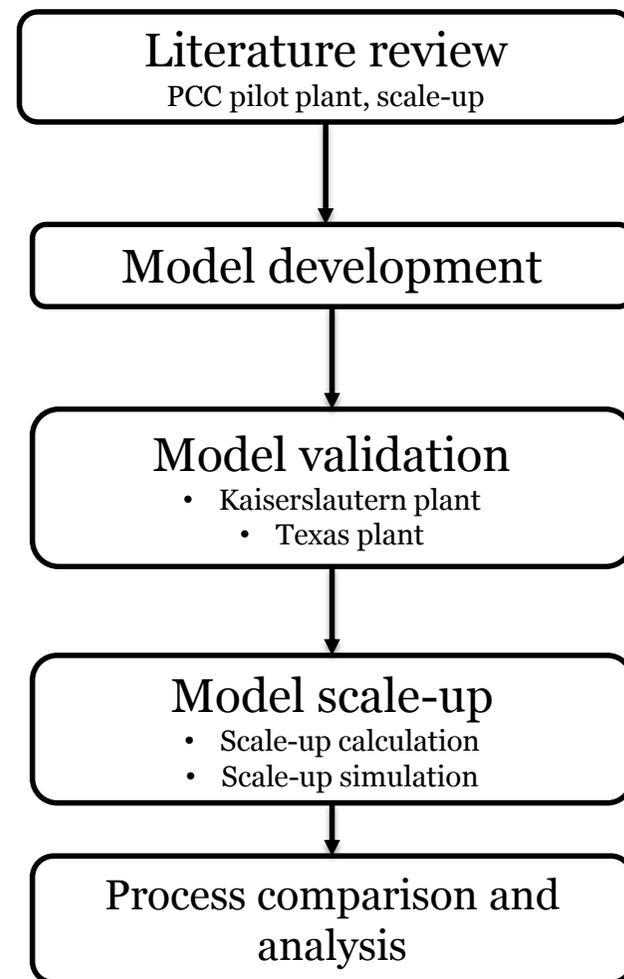 Literature review
PCC pilot plant, scale-up
Model development
Model validation
• Kaiserslautern plant
• Texas plant
Model scale-up
• Scale-up calculation
• Scale-up simulation
Process comparison and
analysis